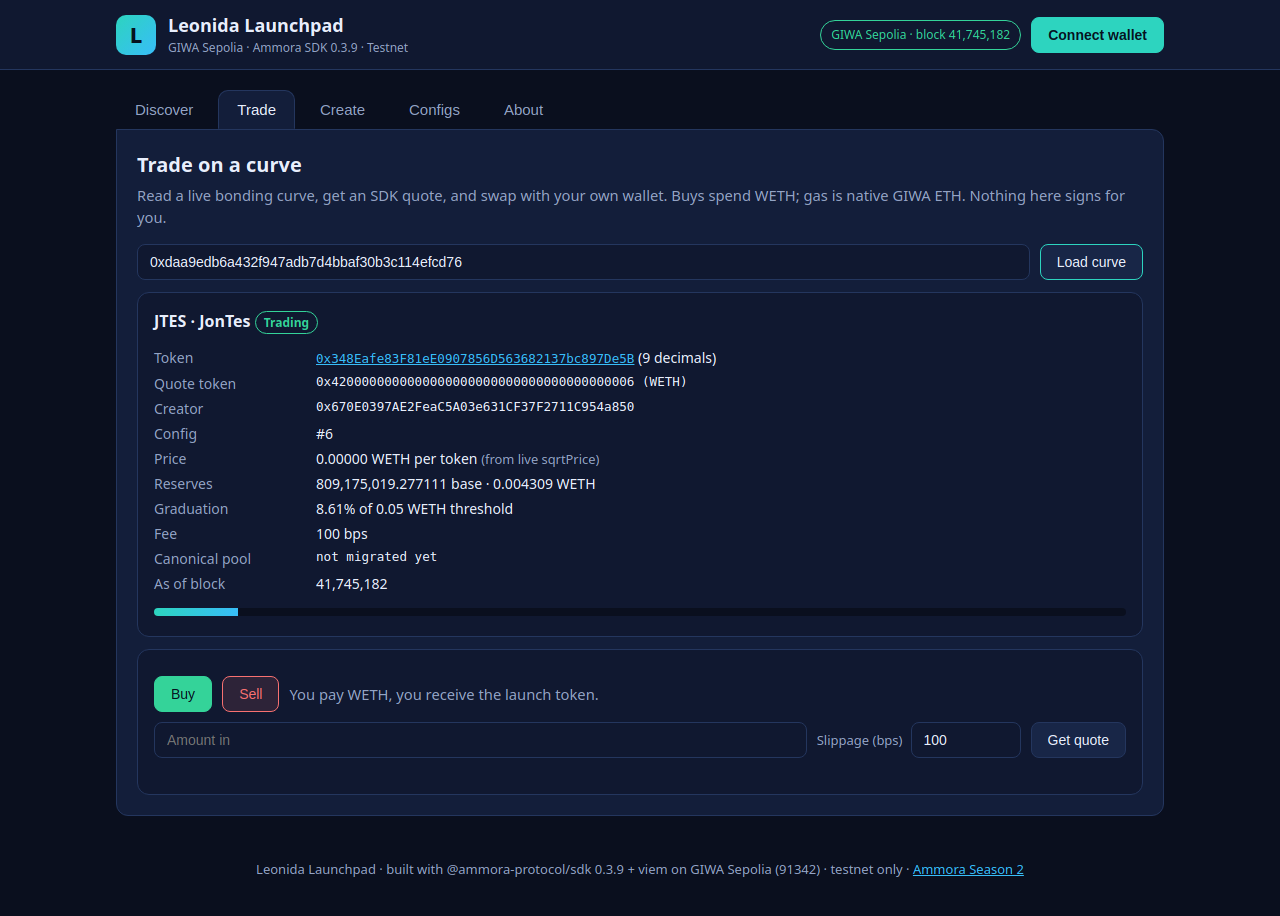 L
Leonida Launchpad
GIWA Sepolia · Ammora SDK 0.3.9 · Testnet
GIWA Sepolia · block 41,745,182
Connect wallet
Discover
Trade
Create
Configs
About
Trade on a curve
Read a live bonding curve, get an SDK quote, and swap with your own wallet. Buys spend WETH; gas is native GIWA ETH. Nothing here signs for
you.
0xdaa9edb6a432f947adb7d4bbaf30b3c114efcd76
Load curve
JTES · JonTes Trading
Token 0x348Eafe83F81eE0907856D563682137bc897De5B (9 decimals)
Quote token 0x4200000000000000000000000000000000000006 (WETH)
Creator 0x670E0397AE2FeaC5A03e631CF37F2711C954a850
Config #6
Price 0.00000 WETH per token (from live sqrtPrice)
Reserves 809,175,019.277111 base · 0.004309 WETH
Graduation 8.61% of 0.05 WETH threshold
Fee 100 bps
Canonical pool not migrated yet
As of block 41,745,182
Buy
Sell
You pay WETH, you receive the launch token.
Amount in
Slippage (bps)
100
Get quote
Leonida Launchpad · built with @ammora-protocol/sdk 0.3.9 + viem on GIWA Sepolia (91342) · testnet only · Ammora Season 2